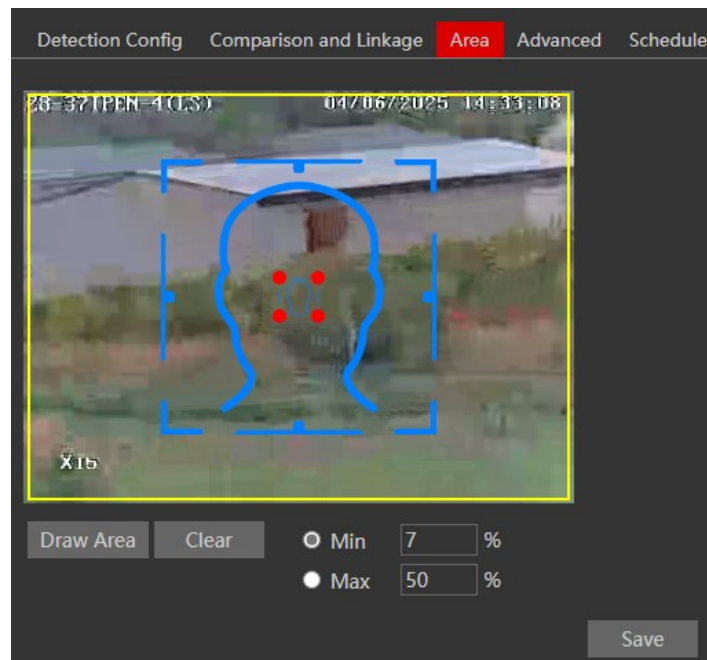 Detection Config Comparison and Linkage Area Advanced Schedule
04/06/2025 14:33:08
X15
Draw Area Clear Min 7 %
Max 50 %
Save